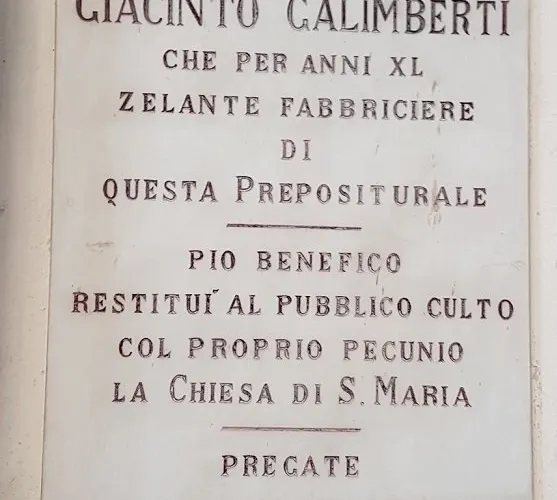 GIACINTO GALIMBERTI
CHE PER ANNI XL
ZELANTE FABBRICIERE
DI
QUESTA PREPOSITURALE
PIO BENEFICO
RESTITUI' AL PUBBLICO CULTO
COL PROPRIO PECUNIO
LA CHIESA DI S. MARIA
PREGATE